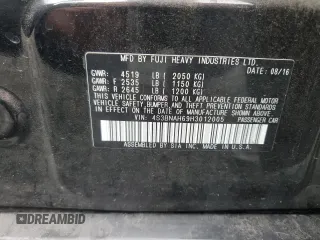 MFD BY FUJI HEAVY INDUSTRIES LTD.
DATE: 08/16
GVWR: 4519 LB ( 2050 KG)
GAWR: F 2535 LB ( 1150 KG)
GAWR: R 2645 LB ( 1200 KG)
THIS VEHICLE CONFORMS TO ALL APPLICABLE FEDERAL MOTOR
VEHICLE SAFETY, BUMPER, AND THEFT PREVENTION STANDARDS
IN EFFECT ON THE DATE OF MANUFACTURE SHOWN ABOVE.
VIN: 4S3BNAH69H3012005 PASSENGER CAR
ASSEMBLED BY SIA INC. MADE IN U.S.A.
DREAMBID